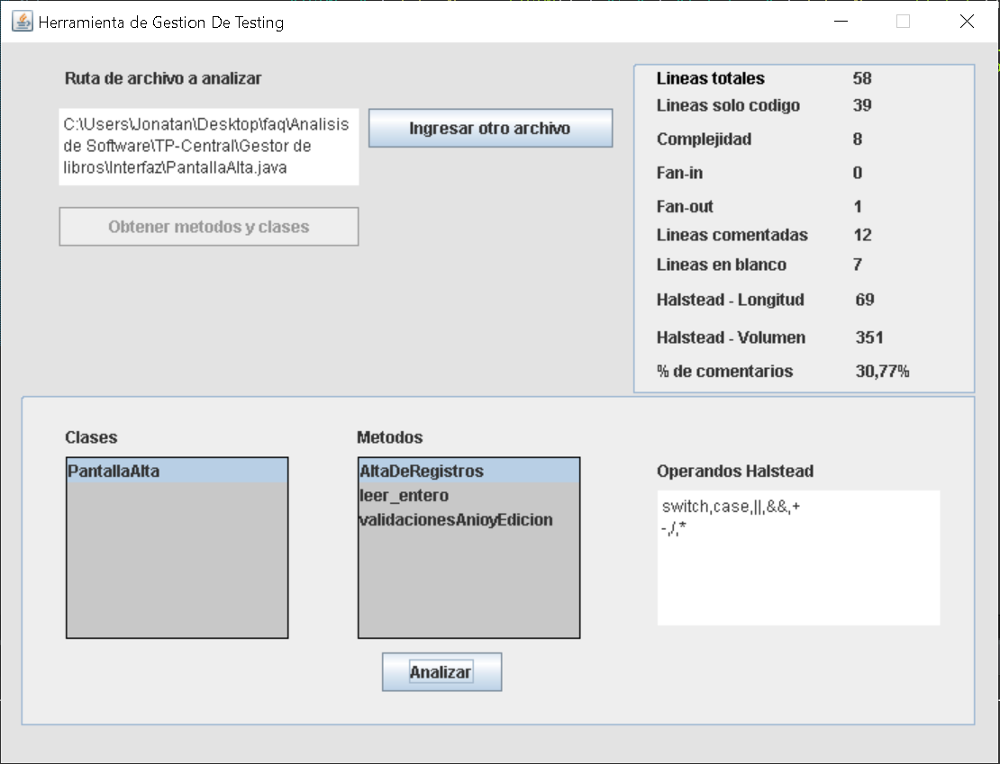 Herramienta de Gestion De Testing
Ruta de archivo a analizar
C:\Users\Jonatan\Desktop\faq\Analisis
de Software\TP-Central\Gestor de
libros\Interfaz\PantallaAlta.java
Ingresar otro archivo
Obtener metodos y clases
Lineas totales 58
Lineas solo codigo 39
Complejidad 8
Fan-in 0
Fan-out 1
Lineas comentadas 12
Lineas en blanco 7
Halstead - Longitud 69
Halstead - Volumen 351
% de comentarios 30,77%
Clases
PantallaAlta
Metodos
AltaDeRegistros
leer_entero
validacionesAnioyEdicion
Analizar
Operandos Halstead
switch,case,||,&&,+
-,/,*